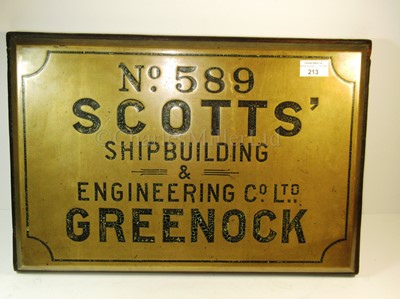 No 589
SCOTTS'
SHIPBUILDING
&
ENGINEERING Co LTD
GREENOCK
213